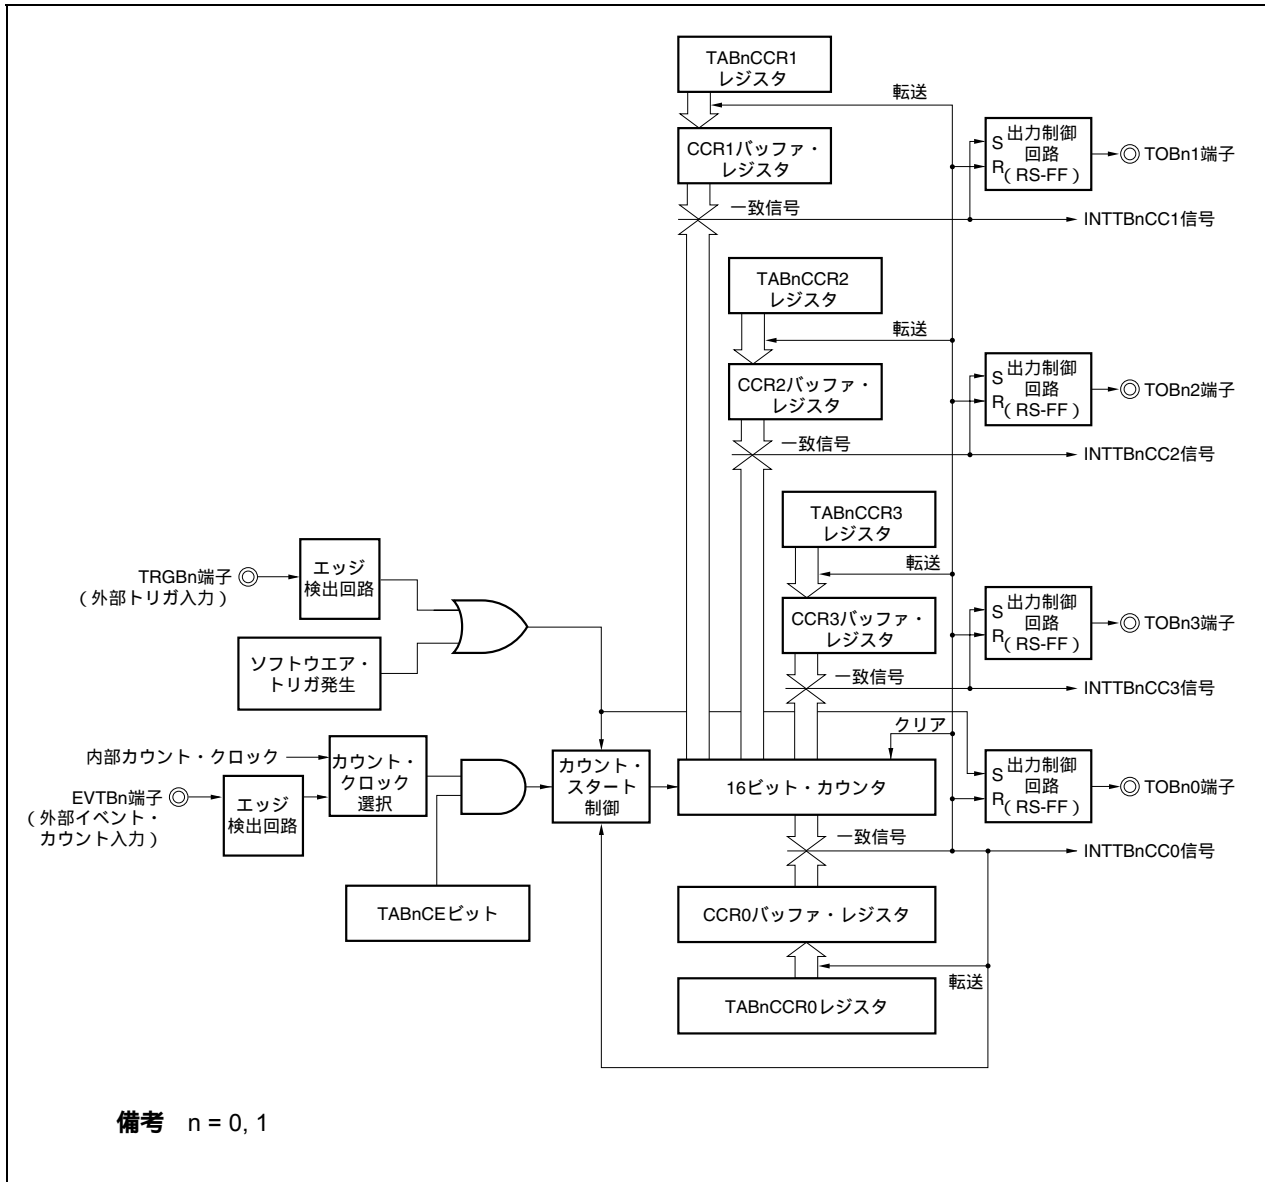 TABnCCR1
レジスタ
転送
CCR1バッファ・
レジスタ
S 出力制御
回路
R ( RS-FF )
TOBn1端子
一致信号
INTTBnCC1信号
TABnCCR2
レジスタ
転送
CCR2バッファ・
レジスタ
S 出力制御
回路
R ( RS-FF )
TOBn2端子
一致信号
INTTBnCC2信号
TABnCCR3
レジスタ
転送
CCR3バッファ・
レジスタ
S 出力制御
回路
R ( RS-FF )
TOBn3端子
一致信号
INTTBnCC3信号
TRGBn端子
(外部トリガ入力)
エッジ
検出回路
ソフトウエア・
トリガ発生
内部カウント・クロック
EVTBn端子
(外部イベント・
カウント入力)
エッジ
検出回路
カウント・
クロック
選択
TABnCEビット
カウント・
スタート
制御
クリア
16ビット・カウンタ
S 出力制御
回路
R ( RS-FF )
TOBn0端子
一致信号
INTTBnCC0信号
CCR0バッファ・レジスタ
転送
TABnCCR0レジスタ
備考 n = 0, 1